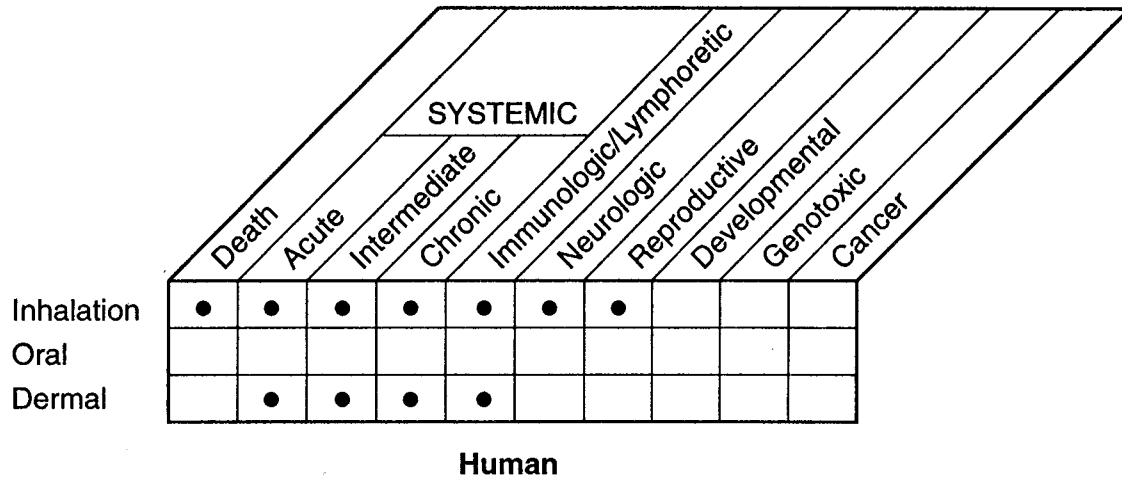 SYSTEMIC
Death
Acute
Intermediate
Chronic
Immunologic/Lymphoretic
Neurologic
Reproductive
Developmental
Genotoxic
Cancer
Inhalation
Oral
Dermal
Human